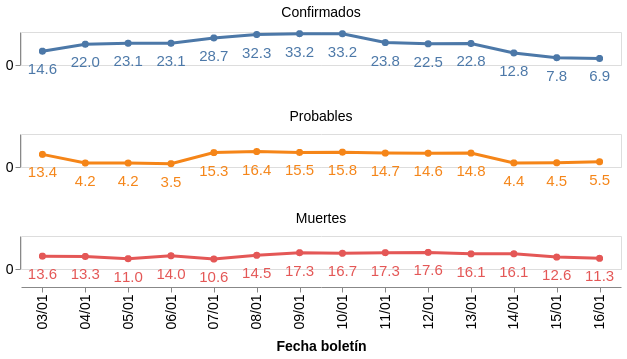 Confirmados
0
14.6 22.0 23.1 23.1 28.7 32.3 33.2 33.2 23.8 22.5 22.8 12.8 7.8 6.9
Probables
0
13.4 4.2 4.2 3.5 15.3 16.4 15.5 15.8 14.7 14.6 14.8 4.4 4.5 5.5
Muertes
0
13.6 13.3 11.0 14.0 10.6 14.5 17.3 16.7 17.3 17.6 16.1 16.1 12.6 11.3
03/01 04/01 05/01 06/01 07/01 08/01 09/01 10/01 11/01 12/01 13/01 14/01 15/01 16/01
Fecha boletín